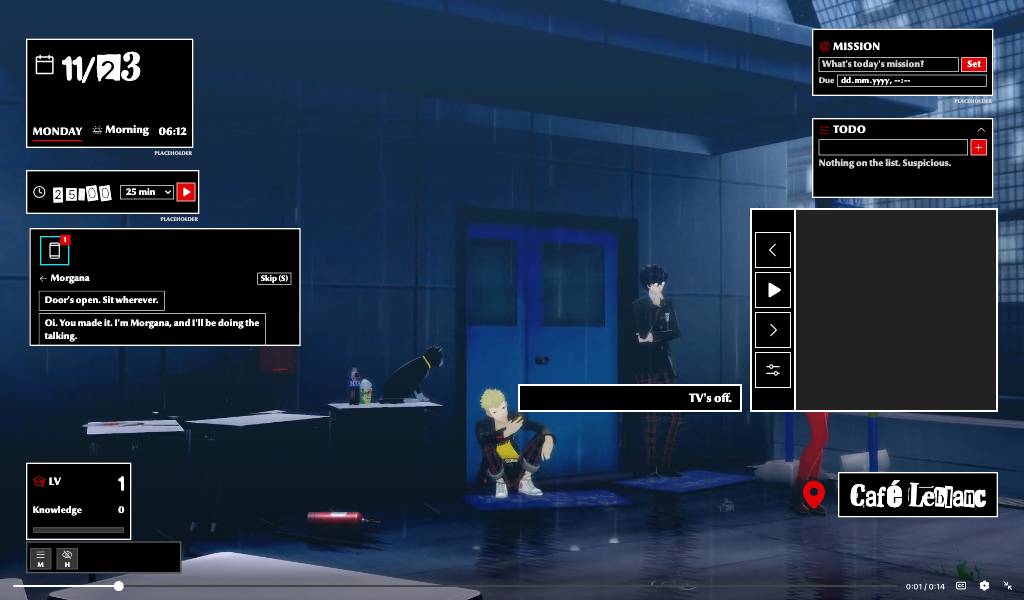 11/23
MONDAY
Morning
06:12
PLACEHOLDER
25:00
25 min
PLACEHOLDER
1
Morgana
Skip (S)
Door's open. Sit wherever.
Oi. You made it. I'm Morgana, and I'll be doing the
talking.
LV
1
Knowledge
0
M
H
MISSION
What's today's mission?
Set
Due
dd.mm.yyyy, --:--
PLACEHOLDER
TODO
+
Nothing on the list. Suspicious.
TV's off.
Café Leblanc
0:01 / 0:14
CC